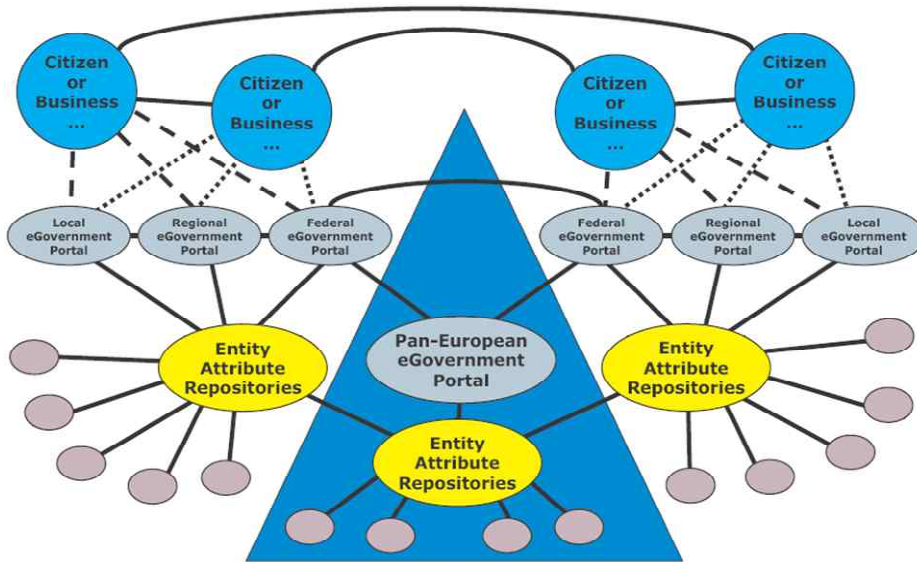 Citizen
or
Business
...
Citizen
or
Business
...
Citizen
or
Business
...
Citizen
or
Business
...
Local
eGovernment
Portal
Regional
eGovernment
Portal
Federal
eGovernment
Portal
Federal
eGovernment
Portal
Regional
eGovernment
Portal
Local
eGovernment
Portal
Entity
Attribute
Repositories
Pan-European
eGovernment
Portal
Entity
Attribute
Repositories
Entity
Attribute
Repositories